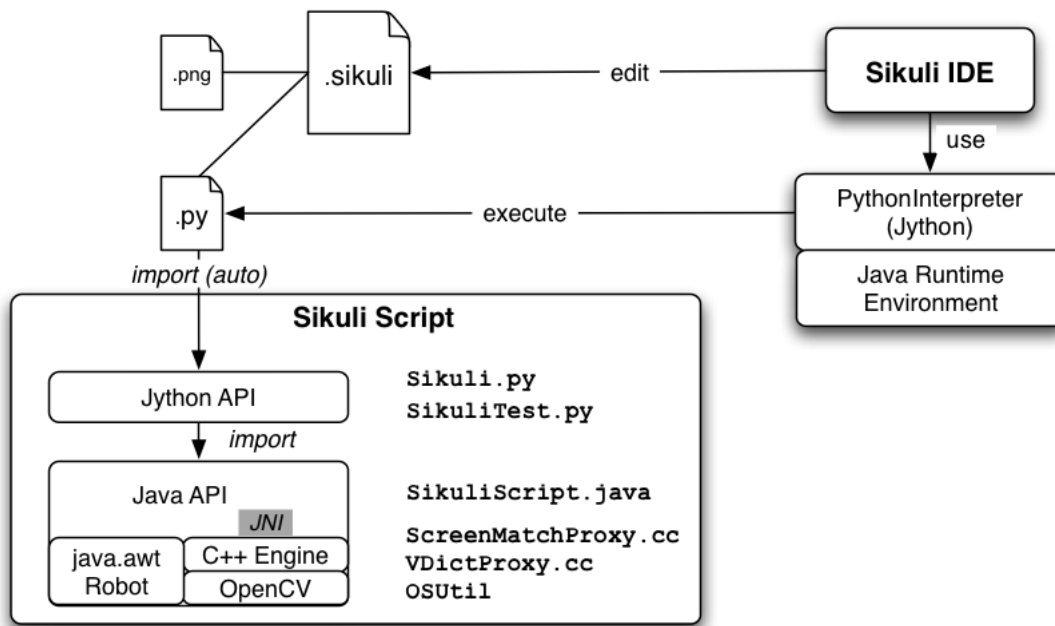 .png
.sikuli
edit
Sikuli IDE
use
.py
execute
PythonInterpreter
(Jython)
import (auto)
Java Runtime
Environment
Sikuli Script
Jython API
Sikuli.py
SikuliTest.py
import
Java API
SikuliScript.java
JNI
ScreenMatchProxy.cc
java.awt
Robot
C++ Engine
VDictProxy.cc
OpenCV
OSUtil